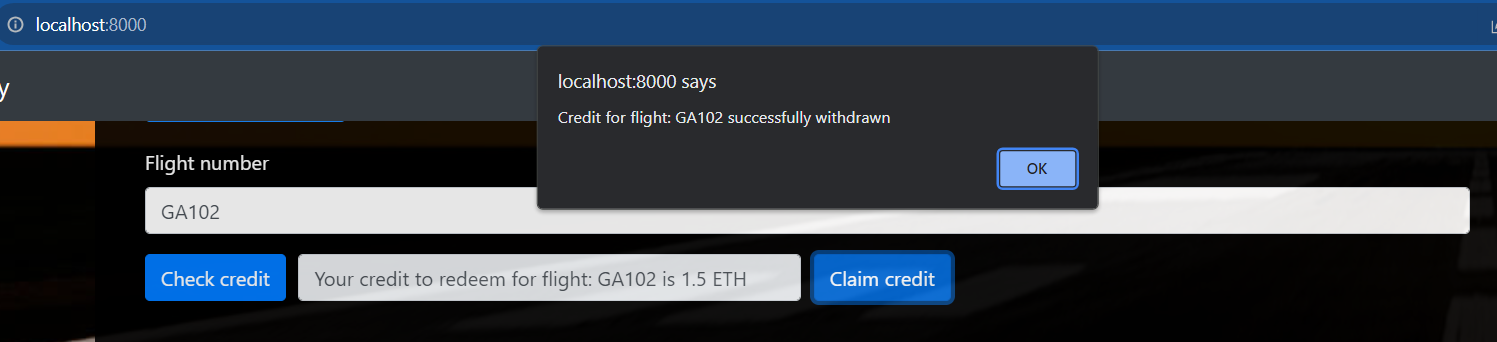 localhost:8000
localhost:8000 says
y
Credit for flight: GA102 successfully withdrawn
OK
Flight number
GA102
Check credit
Your credit to redeem for flight: GA102 is 1.5 ETH
Claim credit